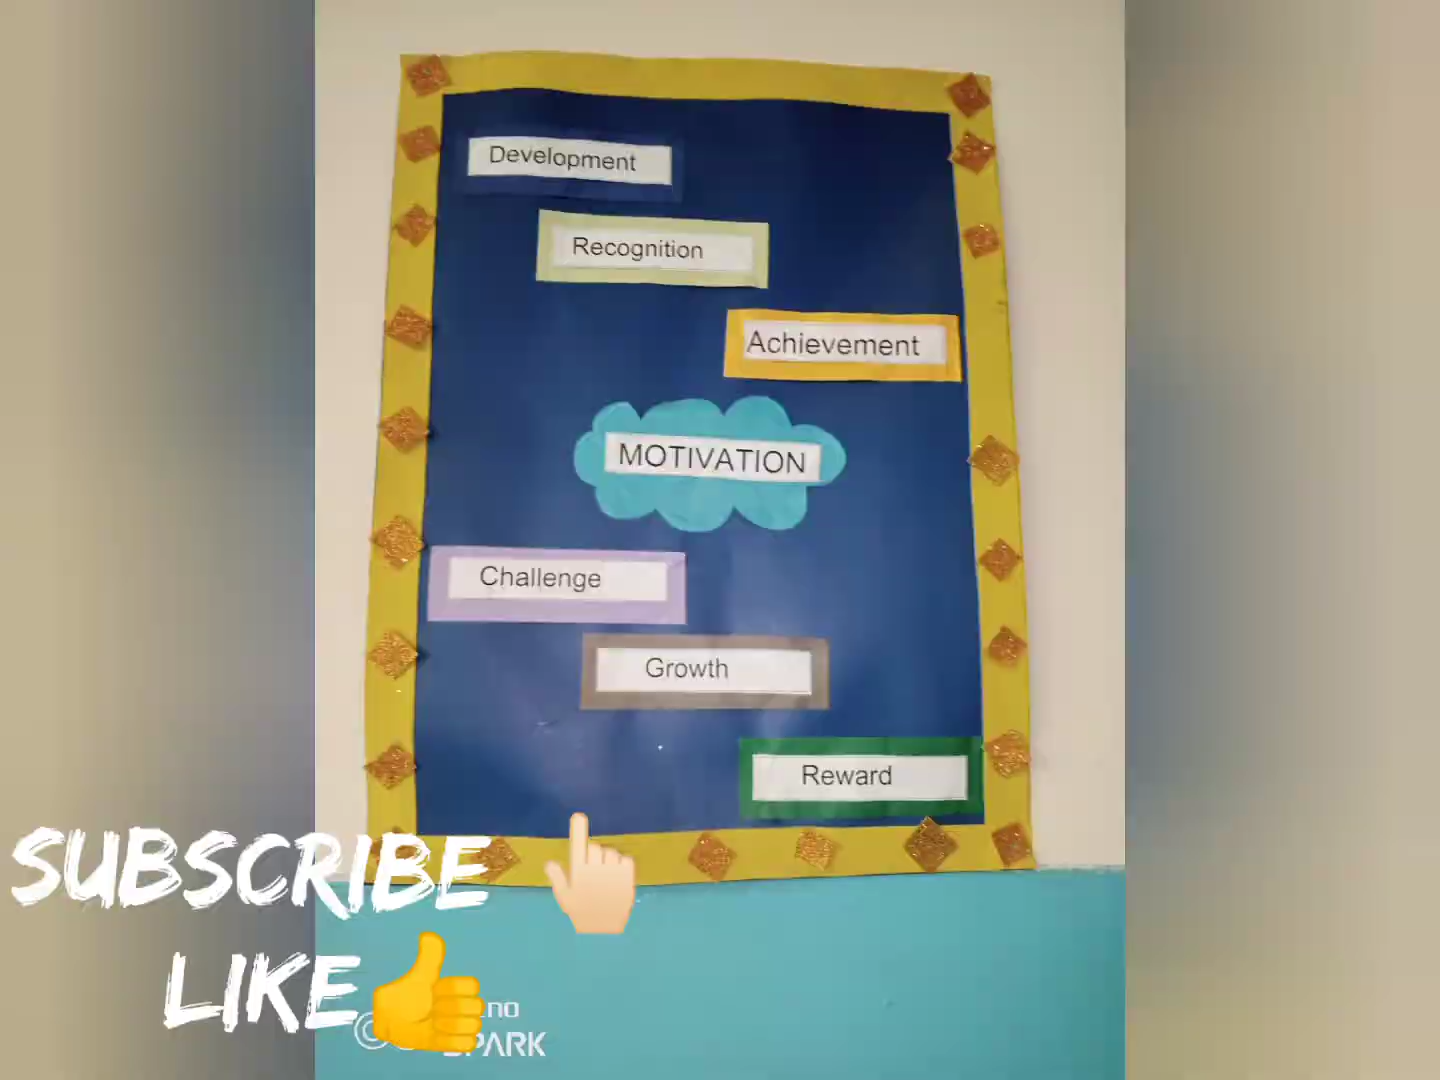 Development
Recognition
Achievement
MOTIVATION
Challenge
Growth
Reward
SUBSCRIBE
LIKE